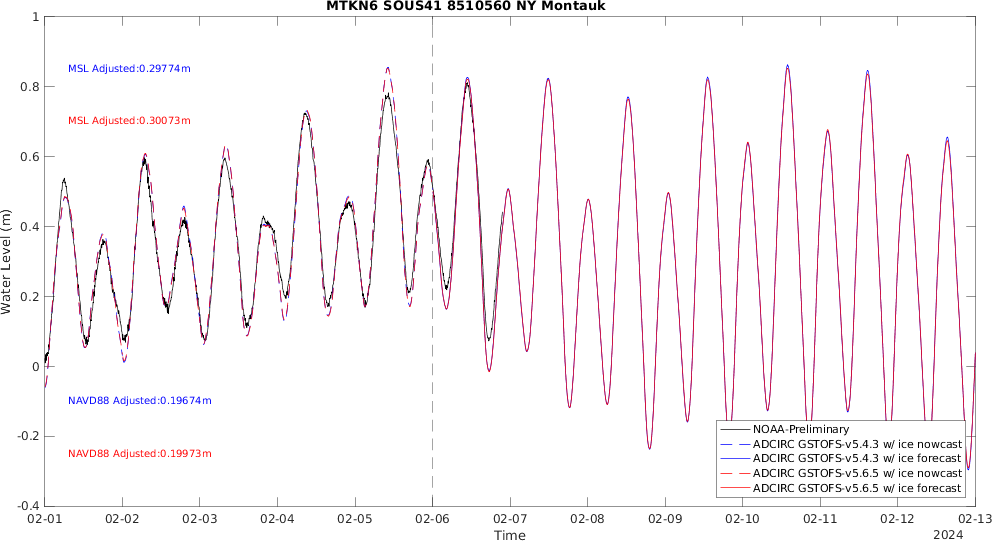 MTKN6 SOUS41 8510560 NY Montauk
1
0.8
0.6
0.4
0.2
0
-0.2
-0.4
Water Level (m)
MSL Adjusted:0.29774m
MSL Adjusted:0.30073m
NAVD88 Adjusted:0.19674m
NAVD88 Adjusted:0.19973m
NOAA-Preliminary
ADCIRC GSTOFS-v5.4.3 w/ ice nowcast
ADCIRC GSTOFS-v5.4.3 w/ ice forecast
ADCIRC GSTOFS-v5.6.5 w/ ice nowcast
ADCIRC GSTOFS-v5.6.5 w/ ice forecast
02-01 02-02 02-03 02-04 02-05 02-06 02-07 02-08 02-09 02-10 02-11 02-12 02-13
Time
2024